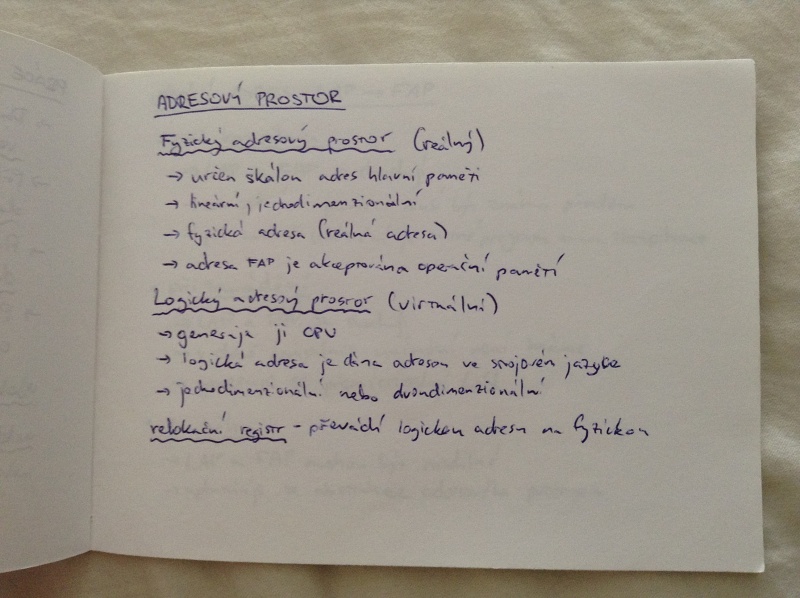 ADRESOVÝ PROSTOR
Fyzický adresový prostor (reálný)
→ určen škálou adres hlavní paměti
→ lineární, jednodimenzionální
→ fyzická adresa (reálná adresa)
→ adresa FAP je akceptována operační pamětí
Logický adresový prostor (virtuální)
→ generuje ji CPU
→ logická adresa je dána adresou ve strojovém jazyce
→ jednodimenzionální nebo dvoudimenzionální
relokační registr - převádí logickou adresu na fyzickou